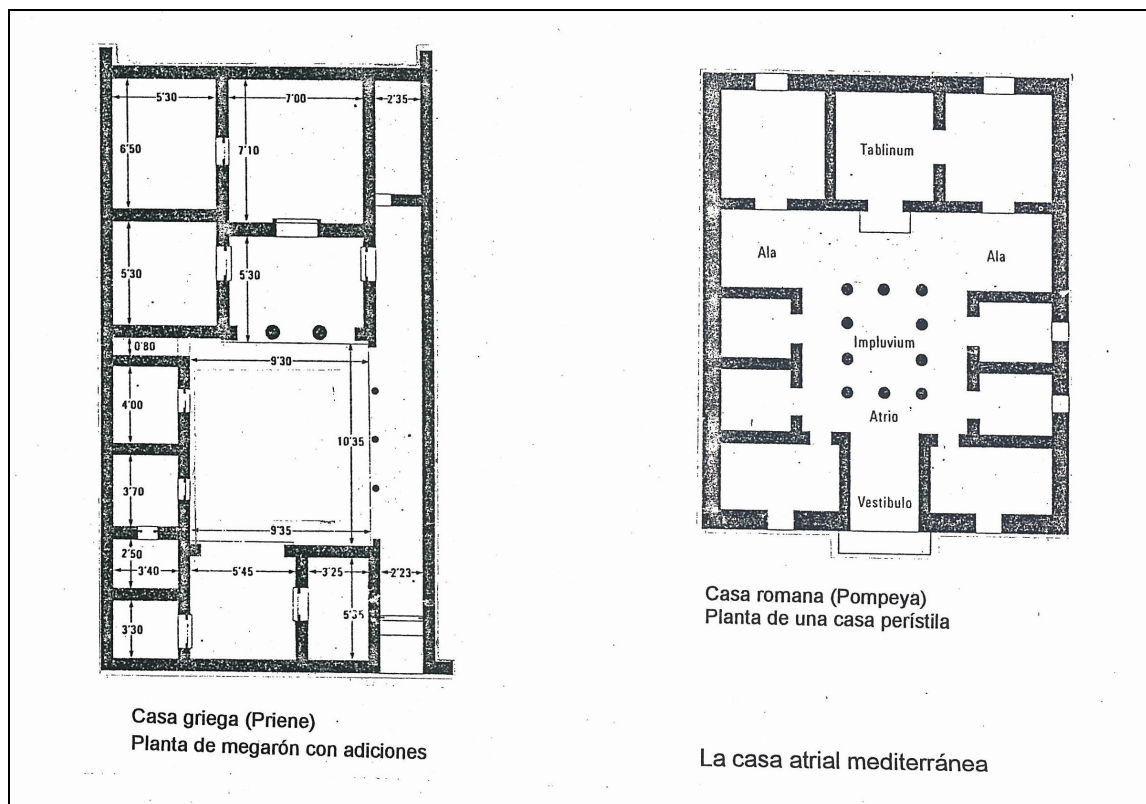 5'30
7'00
2'35
6'50
7'10
5'30
5'30
0'80
9'30
4'00
10'35
3'70
9'35
2'50
3'40
5'45
3'25
2'23
3'30
Casa griega (Priene)
Planta de megarón con adiciones
Tablinum
Ala
Ala
Impluvium
Atrio
Vestíbulo
Casa romana (Pompeya)
Planta de una casa perístila
La casa atrial mediterránea